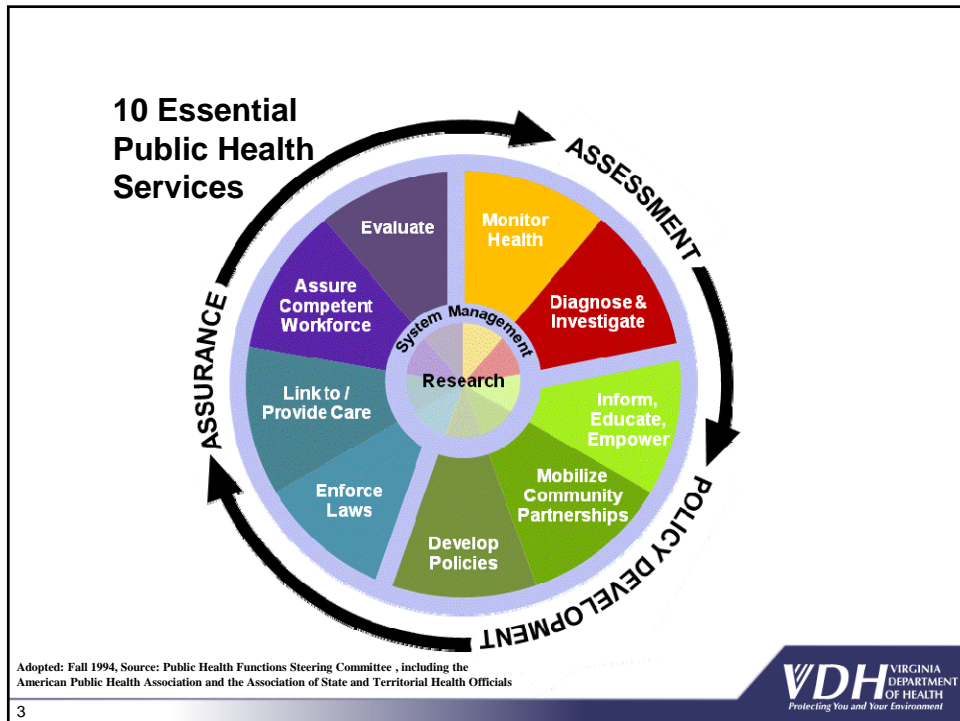 10 Essential
Public Health
Services
ASSESSMENT
POLICY DEVELOPMENT
ASSURANCE
Monitor
Health
Diagnose &
Investigate
Inform,
Educate,
Empower
Mobilize
Community
Partnerships
Develop
Policies
Enforce
Laws
Link to /
Provide Care
Assure
Competent
Workforce
Evaluate
System Management
Research
Adopted: Fall 1994, Source: Public Health Functions Steering Committee , including the
American Public Health Association and the Association of State and Territorial Health Officials
VDH VIRGINIA
DEPARTMENT
OF HEALTH
Protecting You and Your Environment
3